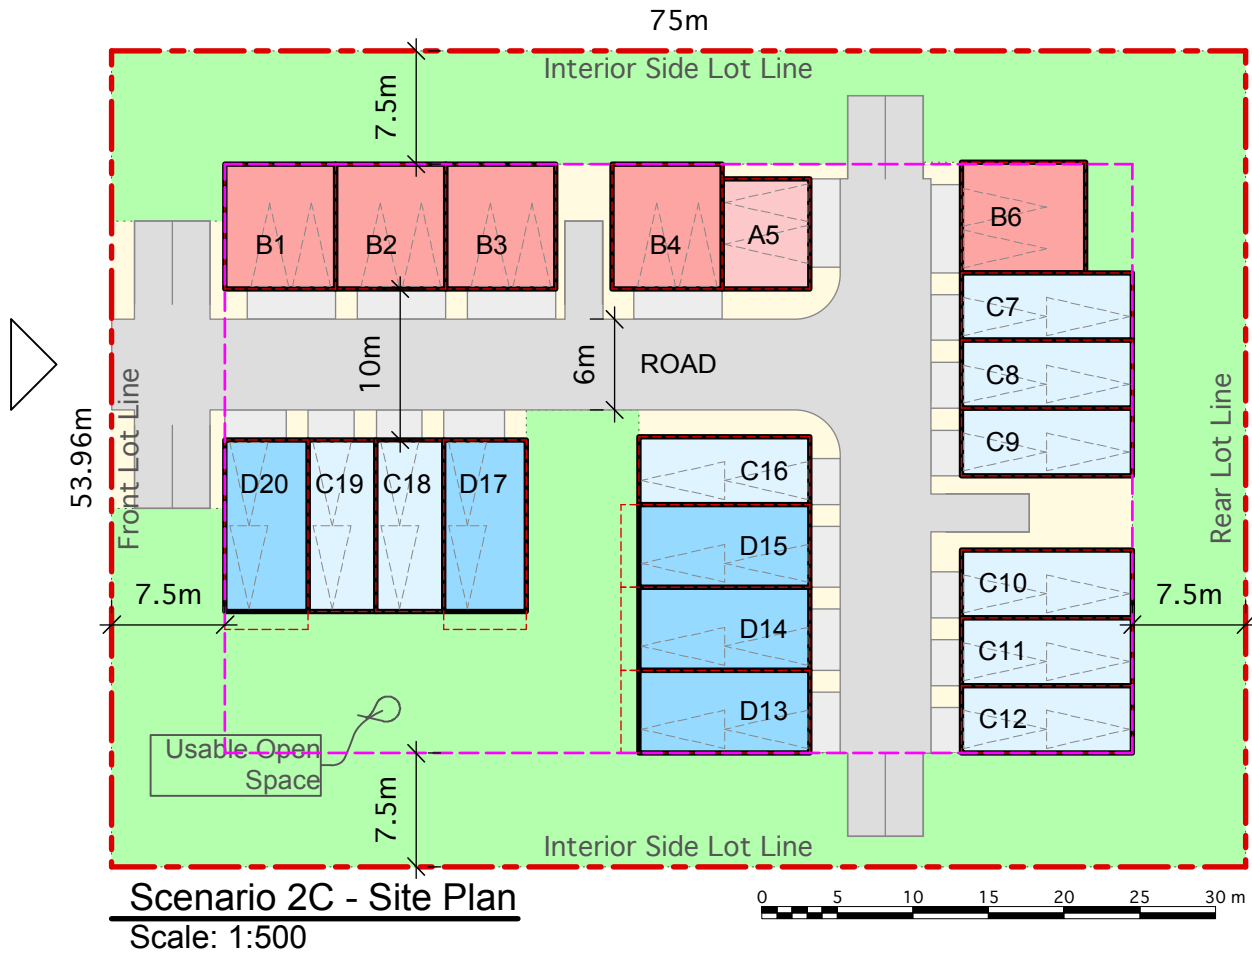 75m
Interior Side Lot Line
7.5m
B1
B2
B3
B4
A5
B6
C7
C8
C9
10m
6m
ROAD
53.96m
Front Lot Line
Rear Lot Line
D20
C19
C18
D17
C16
D15
D14
D13
C10
C11
C12
7.5m
7.5m
Usable Open
Space
7.5m
Interior Side Lot Line
Scenario 2C - Site Plan
Scale: 1:500
0 5 10 15 20 25 30 m